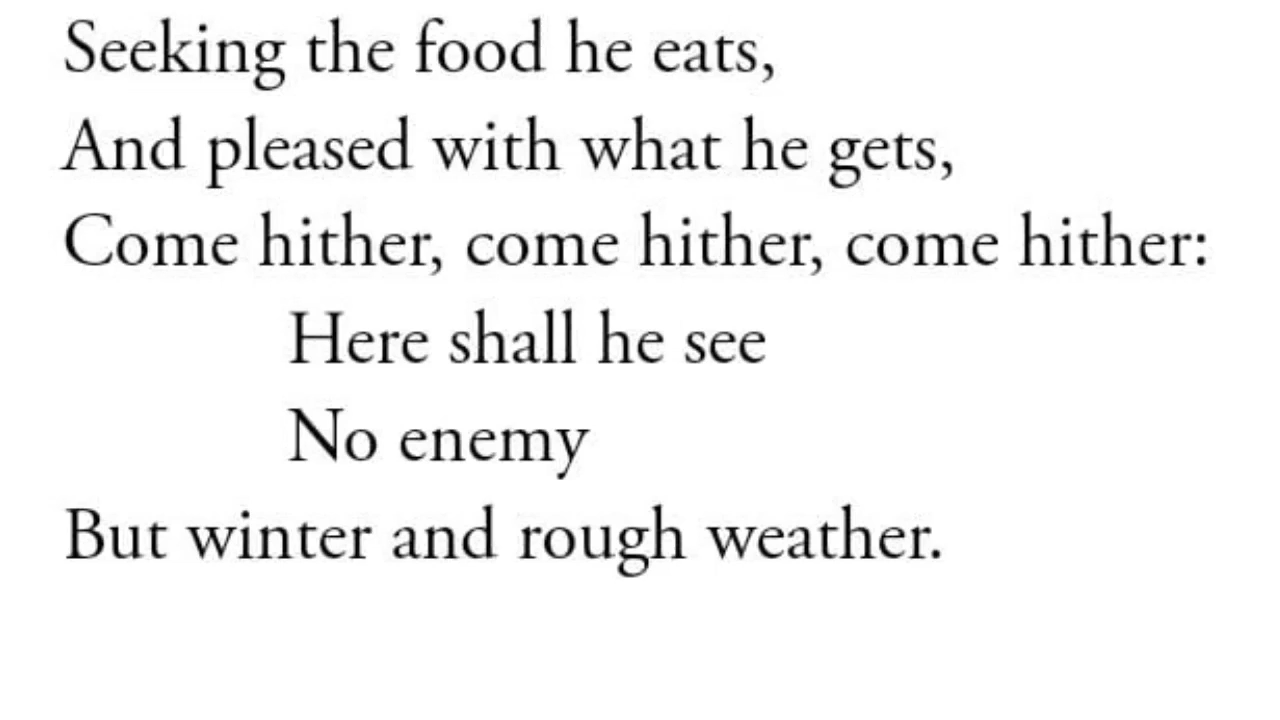 Seeking the food he eats,
And pleased with what he gets,
Come hither, come hither, come hither:
Here shall he see
No enemy
But winter and rough weather.